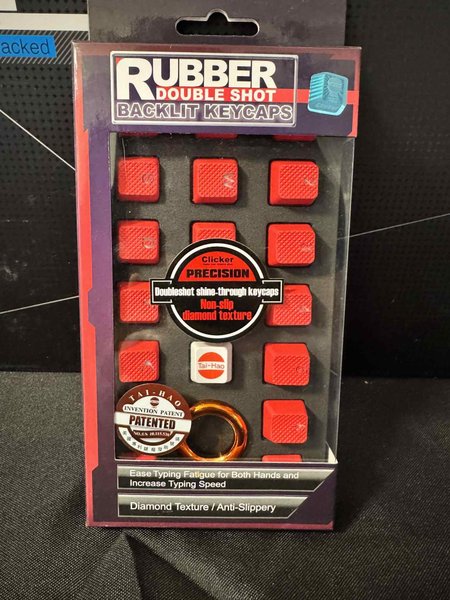 acked
RUBBER
DOUBLE SHOT
BACKLIT KEYCAPS
Clicker
PRECISION
Doubleshot shine-through keycaps
Non-slip
diamond texture
Tai-Hao
TAI-HAO
INVENTION PATENT
PATENTED
Ease Typing Fatigue for Both Hands and
Increase Typing Speed
Diamond Texture / Anti-Slippery